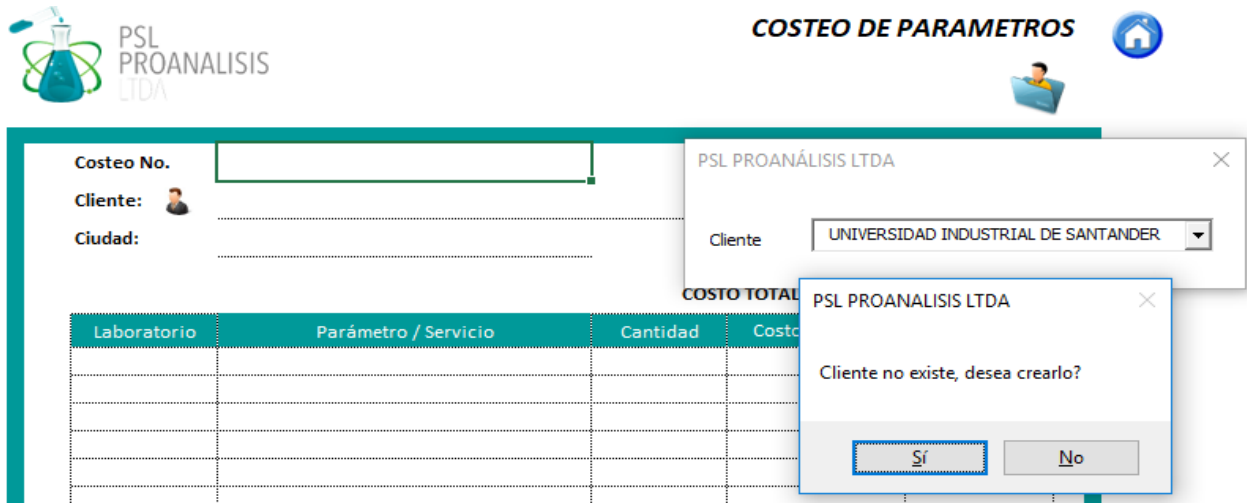 PSL
PROANALISIS
LTDA
COSTEO DE PARAMETROS
Costeo No.
Cliente:
Ciudad:
PSL PROANÁLISIS LTDA
Cliente
UNIVERSIDAD INDUSTRIAL DE SANTANDER
COSTO TOTAL
Laboratorio
Parámetro / Servicio
Cantidad
PSL PROANALISIS LTDA
Cliente no existe, desea crearlo?
Sí
No